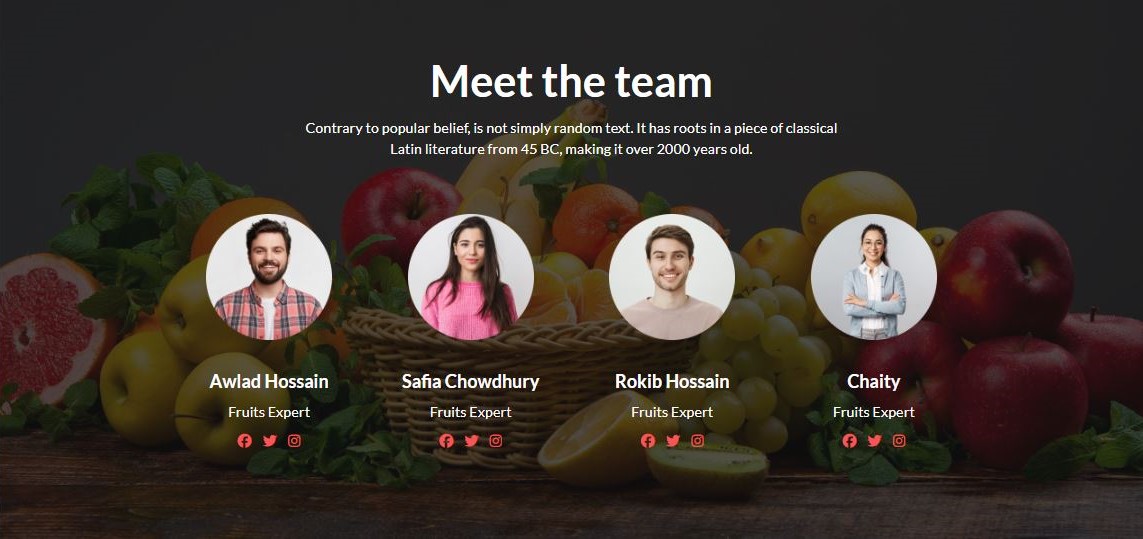 Meet the team
Contrary to popular belief, is not simply random text. It has roots in a piece of classical
Latin literature from 45 BC, making it over 2000 years old.
Awlad Hossain
Safia Chowdhury
Rokib Hossain
Chaity
Fruits Expert
Fruits Expert
Fruits Expert
Fruits Expert